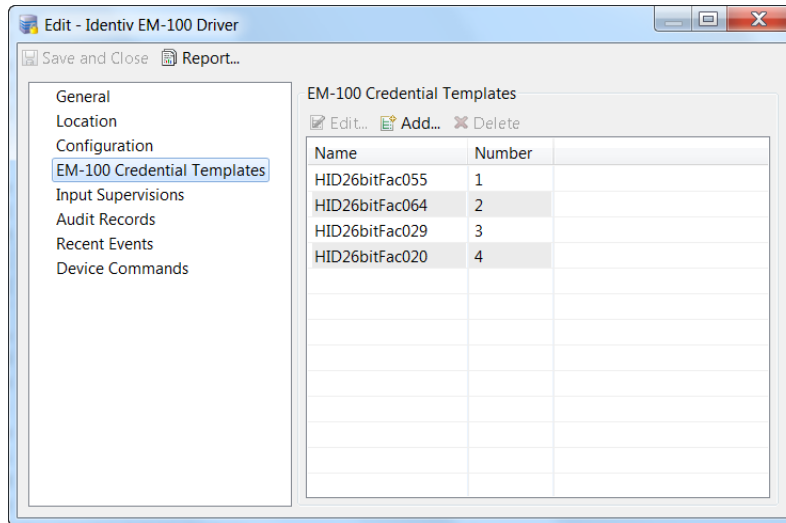 Edit - Identiv EM-100 Driver
Save and Close Report...
General
Location
Configuration
EM-100 Credential Templates
Input Supervisions
Audit Records
Recent Events
Device Commands
EM-100 Credential Templates
Edit... Add... Delete
Name Number
HID26bitFac055 1
HID26bitFac064 2
HID26bitFac029 3
HID26bitFac020 4